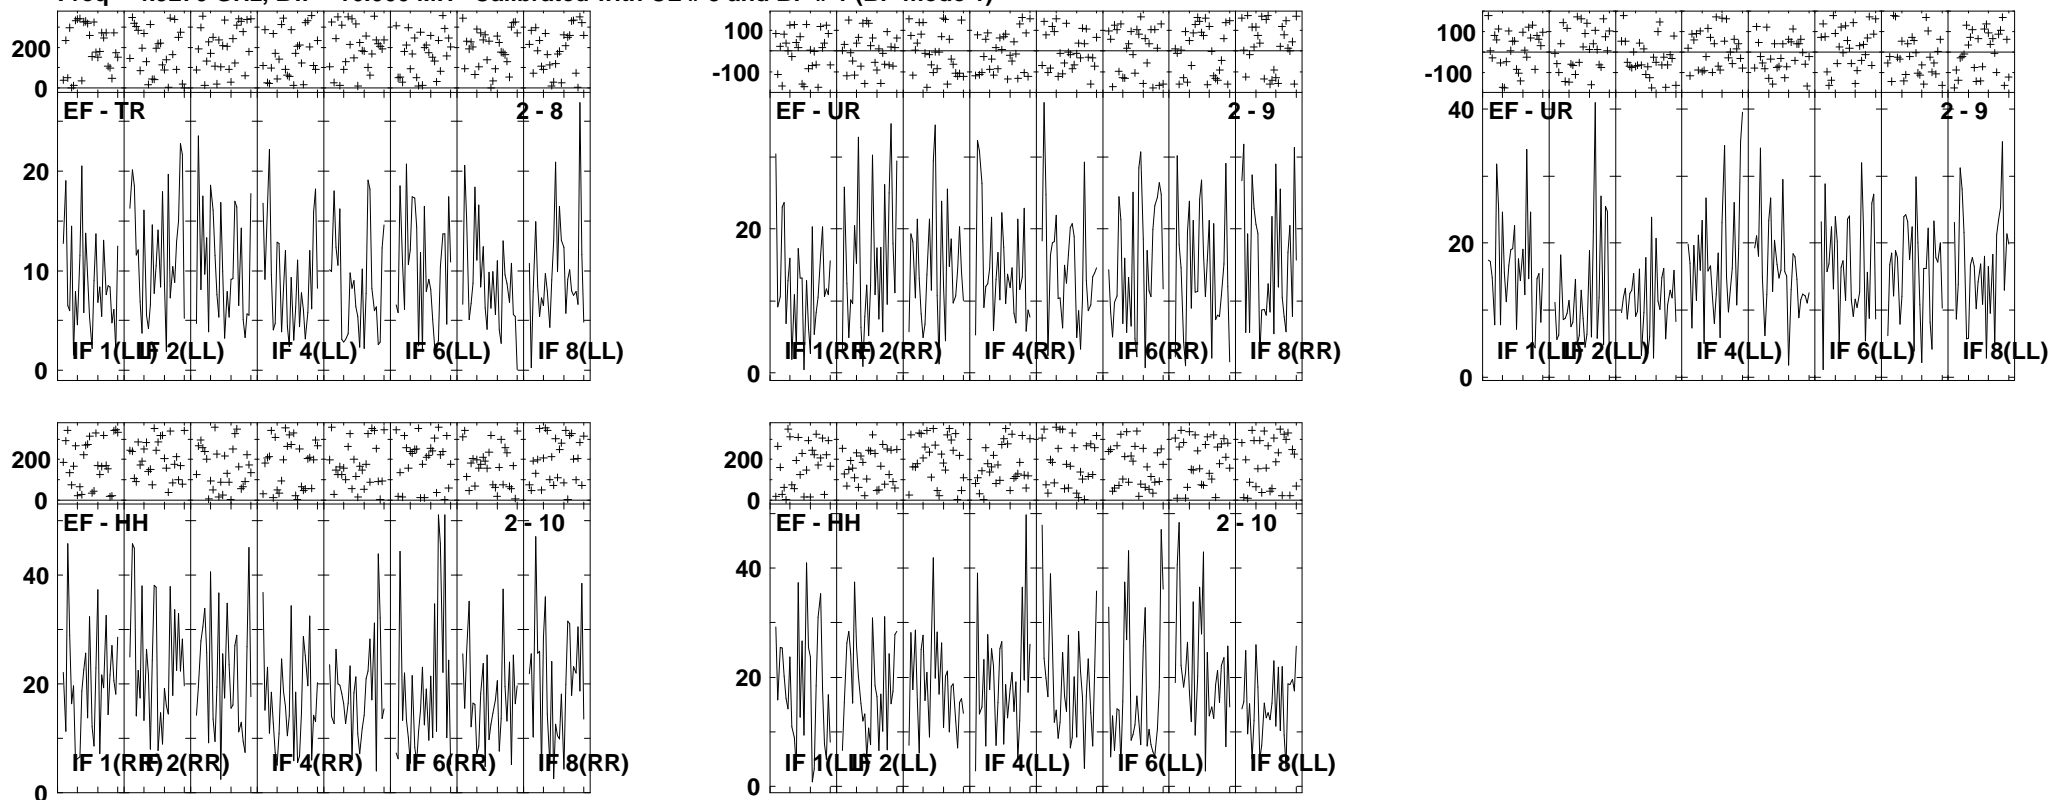 200
0
EF - TR
2 - 8
20
10
0
IF 1(LL)
IF 2(LL)
IF 4(LL)
IF 6(LL)
IF 8(LL)
100
-100
EF - UR
2 - 9
20
0
IF 1(RR)
IF 2(RR)
IF 4(RR)
IF 6(RR)
IF 8(RR)
100
-100
40
EF - UR
2 - 9
20
0
IF 1(LL)
IF 2(LL)
IF 4(LL)
IF 6(LL)
IF 8(LL)
200
0
EF - HH
2 - 10
40
20
0
IF 1(RR)
IF 2(RR)
IF 4(RR)
IF 6(RR)
IF 8(RR)
200
0
EF - HH
2 - 10
40
20
0
IF 1(LL)
IF 2(LL)
IF 4(LL)
IF 6(LL)
IF 8(LL)